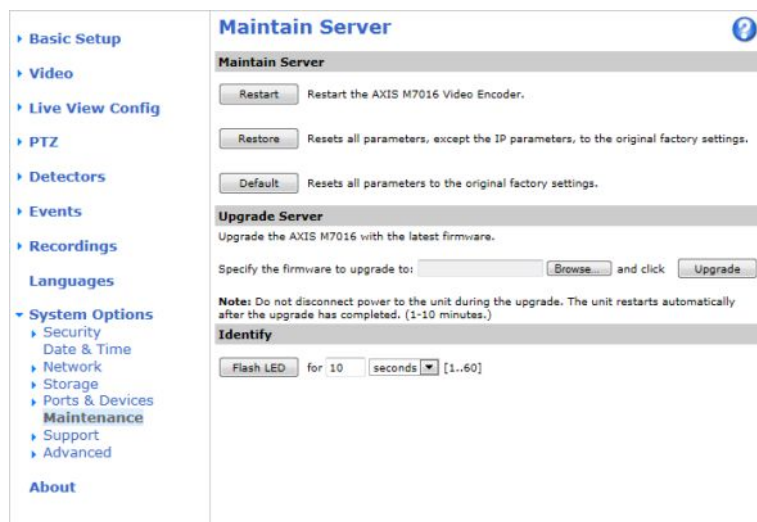 Basic Setup
Video
Live View Config
PTZ
Detectors
Events
Recordings
Languages
System Options
Security
Date & Time
Network
Storage
Ports & Devices
Maintenance
Support
Advanced
About
Maintain Server
?
Maintain Server
Restart Restart the AXIS M7016 Video Encoder.
Restore Resets all parameters, except the IP parameters, to the original factory settings.
Default Resets all parameters to the original factory settings.
Upgrade Server
Upgrade the AXIS M7016 with the latest firmware.
Specify the firmware to upgrade to: Browse... and click Upgrade
Note: Do not disconnect power to the unit during the upgrade. The unit restarts automatically
after the upgrade has completed. (1-10 minutes.)
Identify
Flash LED for 10 seconds [1..60]